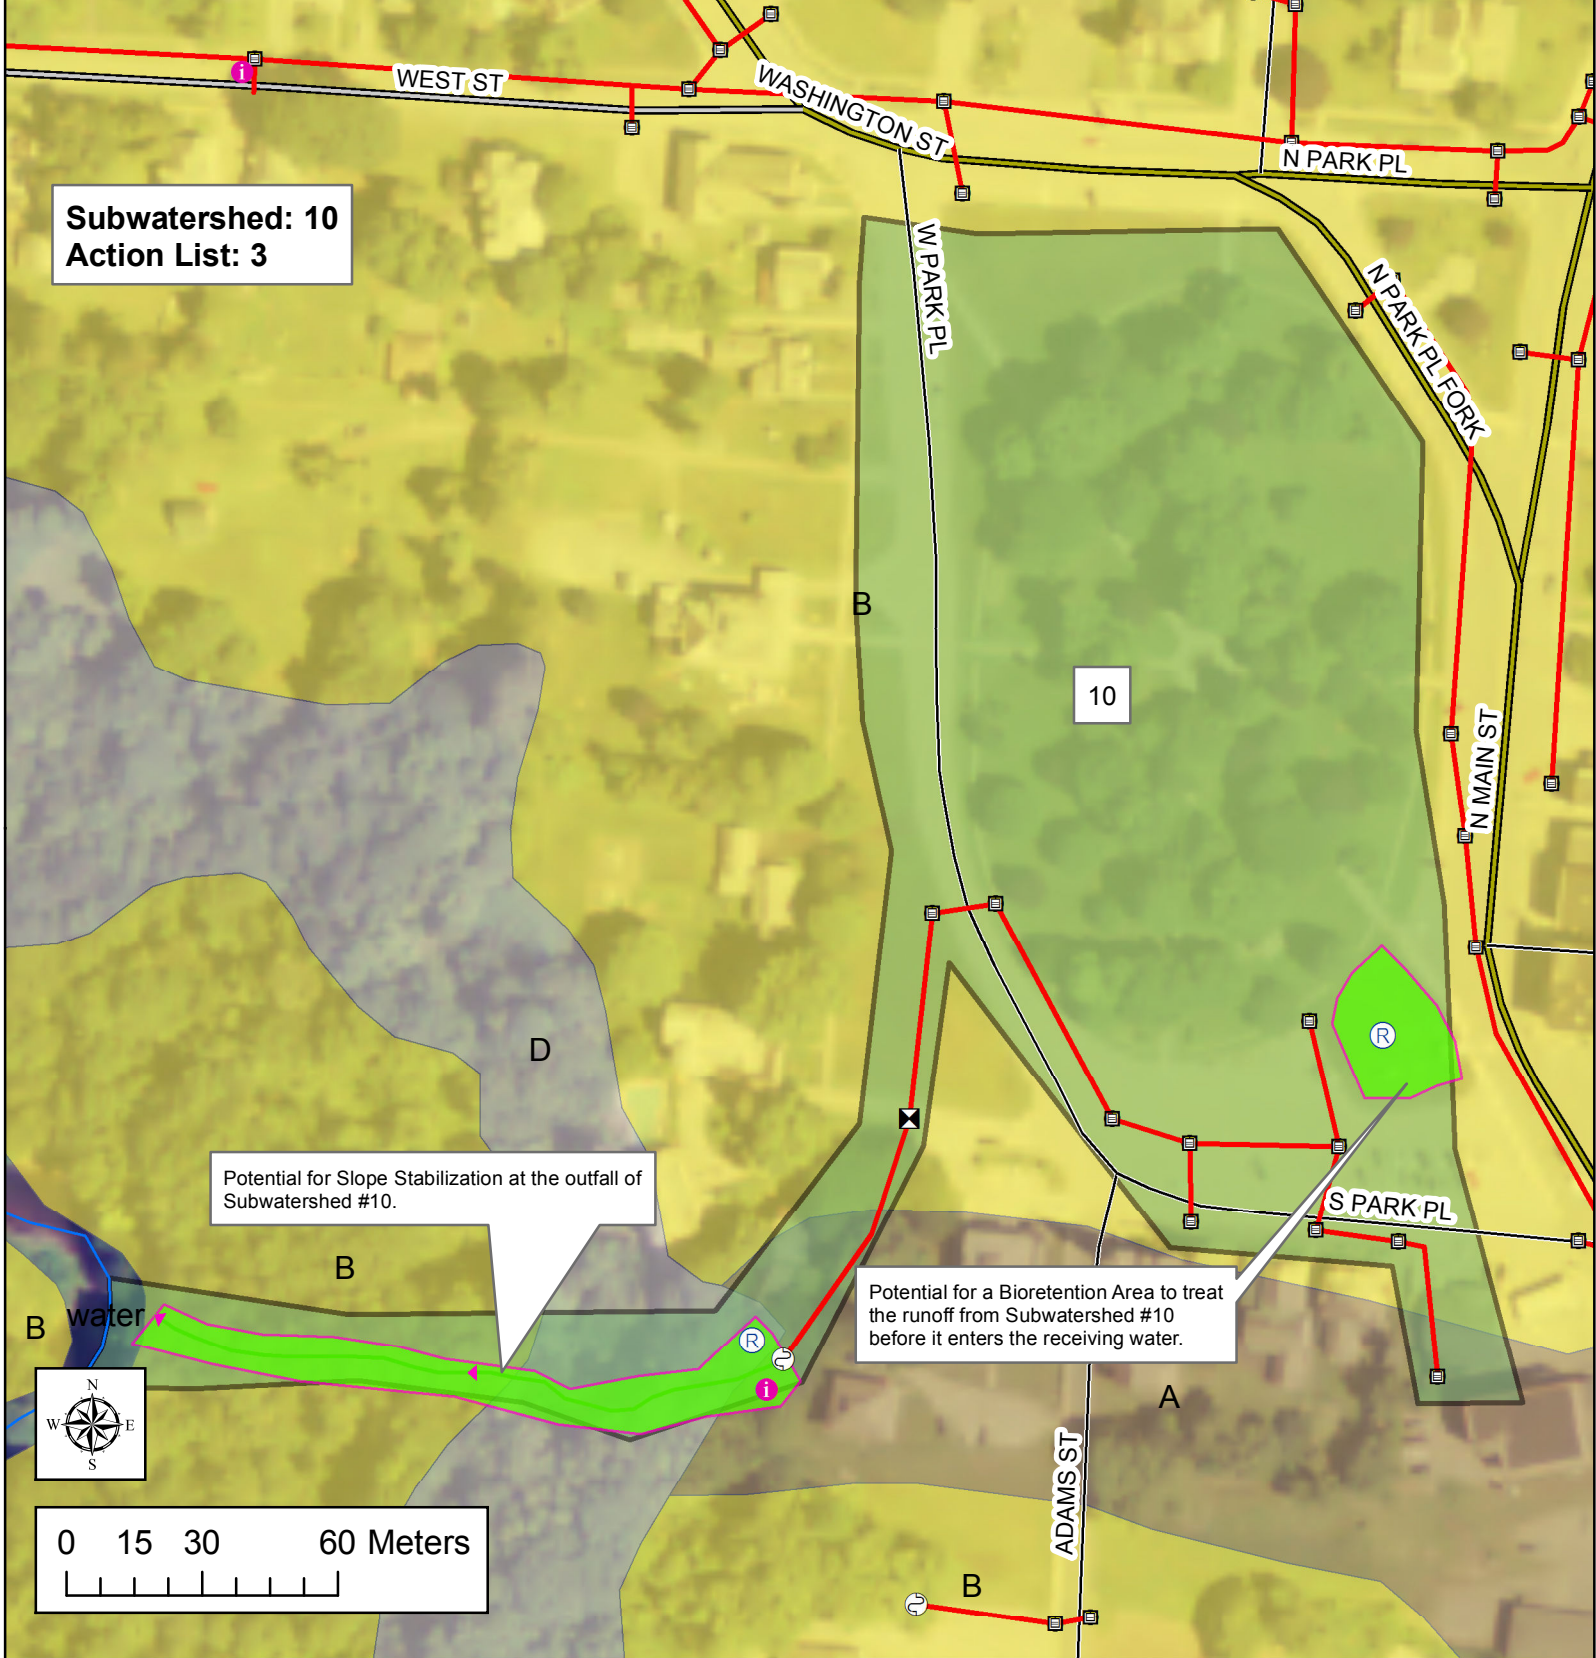 WEST ST
WASHINGTON ST
N PARK PL
Subwatershed: 10
Action List: 3
W PARK PL
N PARK PL FORK
B
10
N MAIN ST
D
R
Potential for Slope Stabilization at the outfall of
Subwatershed #10.
S PARK PL
B
Potential for a Bioretention Area to treat
the runoff from Subwatershed #10
before it enters the receiving water.
water
B
R
i
i
A
N
W E
S
ADAMS ST
0 15 30 60 Meters
B